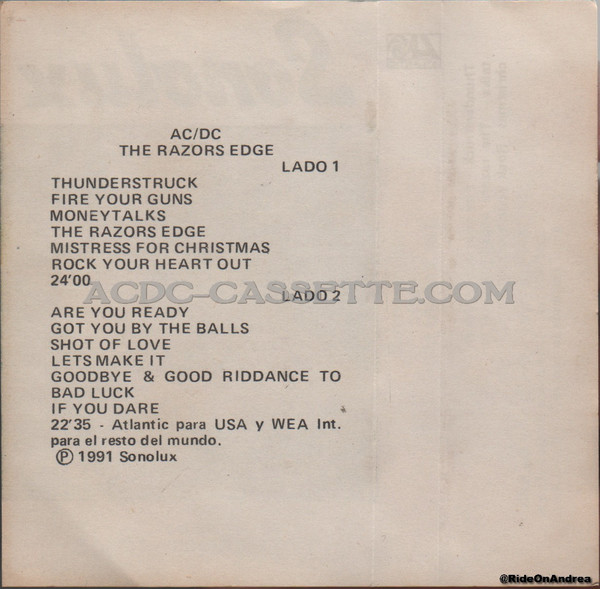 AC/DC
THE RAZORS EDGE
LADO 1
THUNDERSTRUCK
FIRE YOUR GUNS
MONEYTALKS
THE RAZORS EDGE
MISTRESS FOR CHRISTMAS
ROCK YOUR HEART OUT
24'00
ACDC-CASSETTE.COM
LADO 2
ARE YOU READY
GOT YOU BY THE BALLS
SHOT OF LOVE
LETS MAKE IT
GOODBYE & GOOD RIDDANCE TO
BAD LUCK
IF YOU DARE
22'35 - Atlantic para USA y WEA Int.
para el resto del mundo.
Ⓟ 1991 Sonolux
@RideOnAndrea